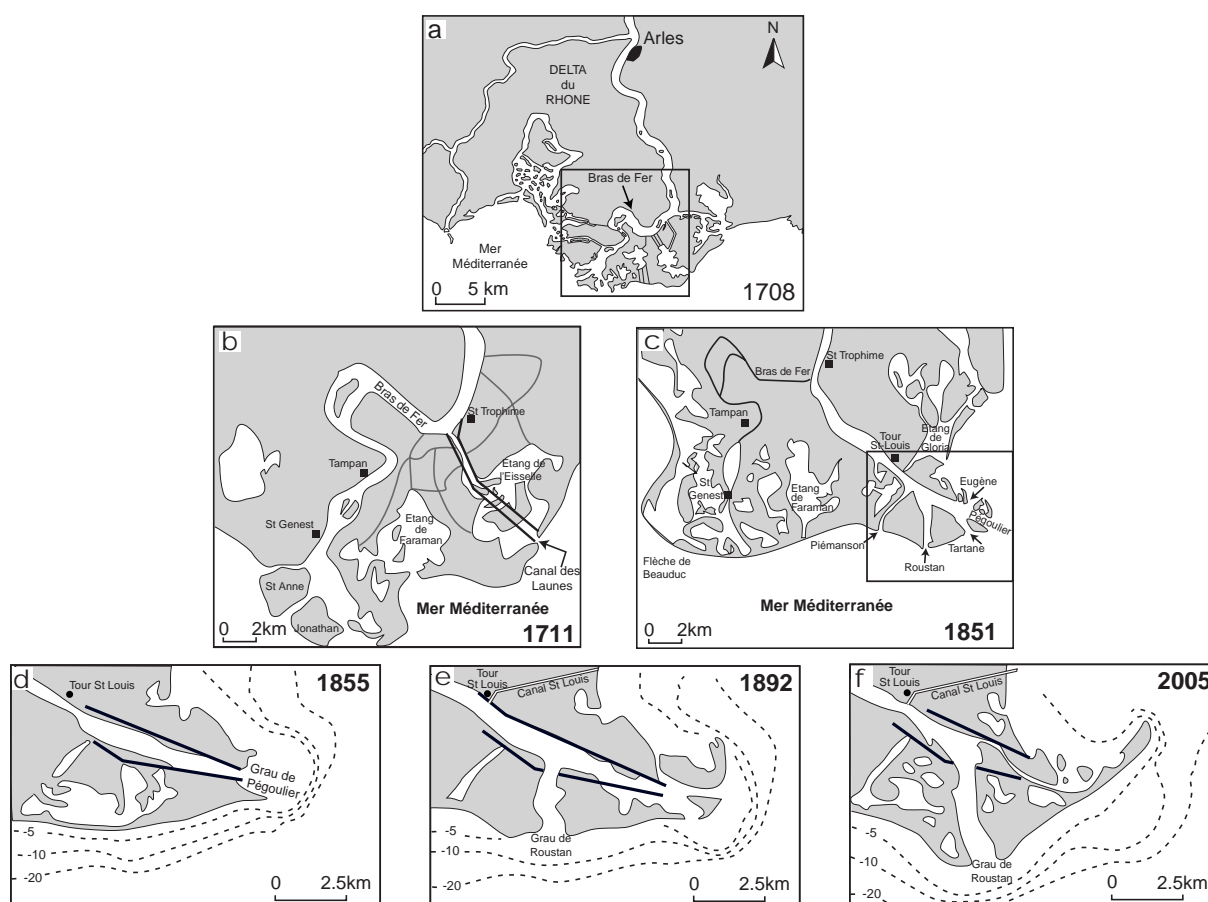 a
N
Arles
DELTA
du
RHONE
Bras de Fer
Mer
Méditerranée
0 5 km
1708
b
Bras de Fer
St Trophime
Tampan
Etang de
l'Eisselle
St Genest
Etang
de
Faraman
Canal des
Launes
St Anne
Jonathan
Mer Méditerranée
0 2km
1711
c
St Trophime
Bras de Fer
Tampan
Tour
St-Louis
Etang
de
Gloria
St
Genest
Etang
de
Faraman
Eugène
Pégoulier
Piémanson
Tartane
Roustan
Flèche de
Beauduc
Mer Méditerranée
0 2 km
1851
d
Tour St Louis
1855
Grau de
Pégoulier
-5
-10
-20
0 2.5km
e
Tour
St Louis
Canal St Louis
1892
-5
-10
-20
Grau de
Roustan
0 2.5km
f
Tour
St Louis
Canal St Louis
2005
-5
-10
-20
Grau de
Roustan
0 2.5km